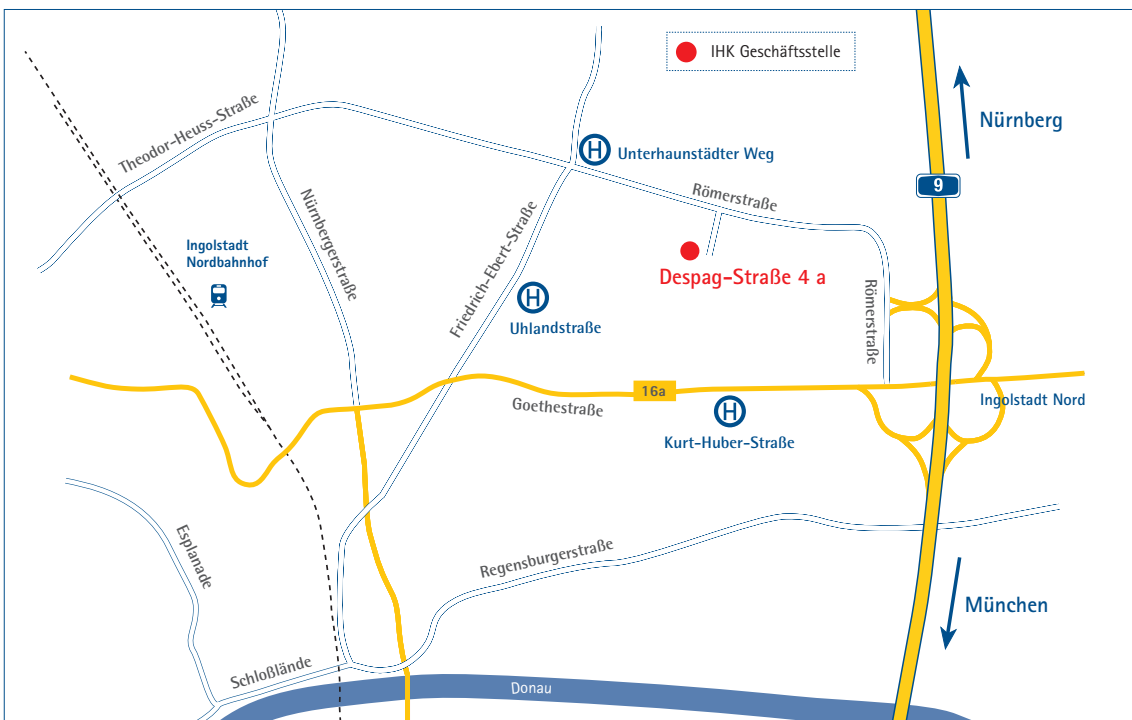 IHK Geschäftsstelle
Nürnberg
Theodor-Heuss-Straße
Unterhaunstädter Weg
9
Römerstraße
Nürnbergerstraße
Friedrich-Ebert-Straße
Ingolstadt
Nordbahnhof
Despag-Straße 4 a
Römerstraße
H
H
Uhlandstraße
16a
Goethestraße
Ingolstadt Nord
H
Kurt-Huber-Straße
Esplanade
Regensburgerstraße
München
Schloßlände
Donau